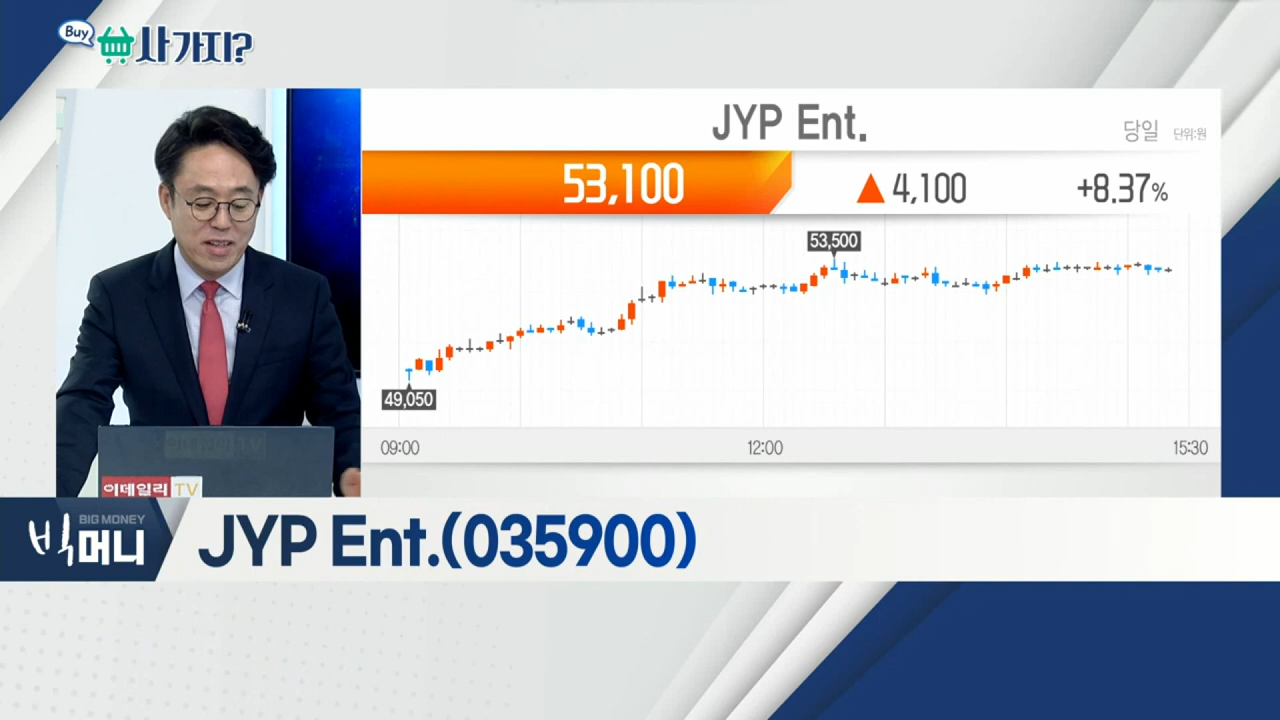 Buy 사가지?
JYP Ent.
당일 단위:원
53,100 ▲ 4,100 +8.37%
53,500
49,050
09:00 12:00 15:30
이데일리TV
BIG MONEY
빅머니
JYP Ent.(035900)